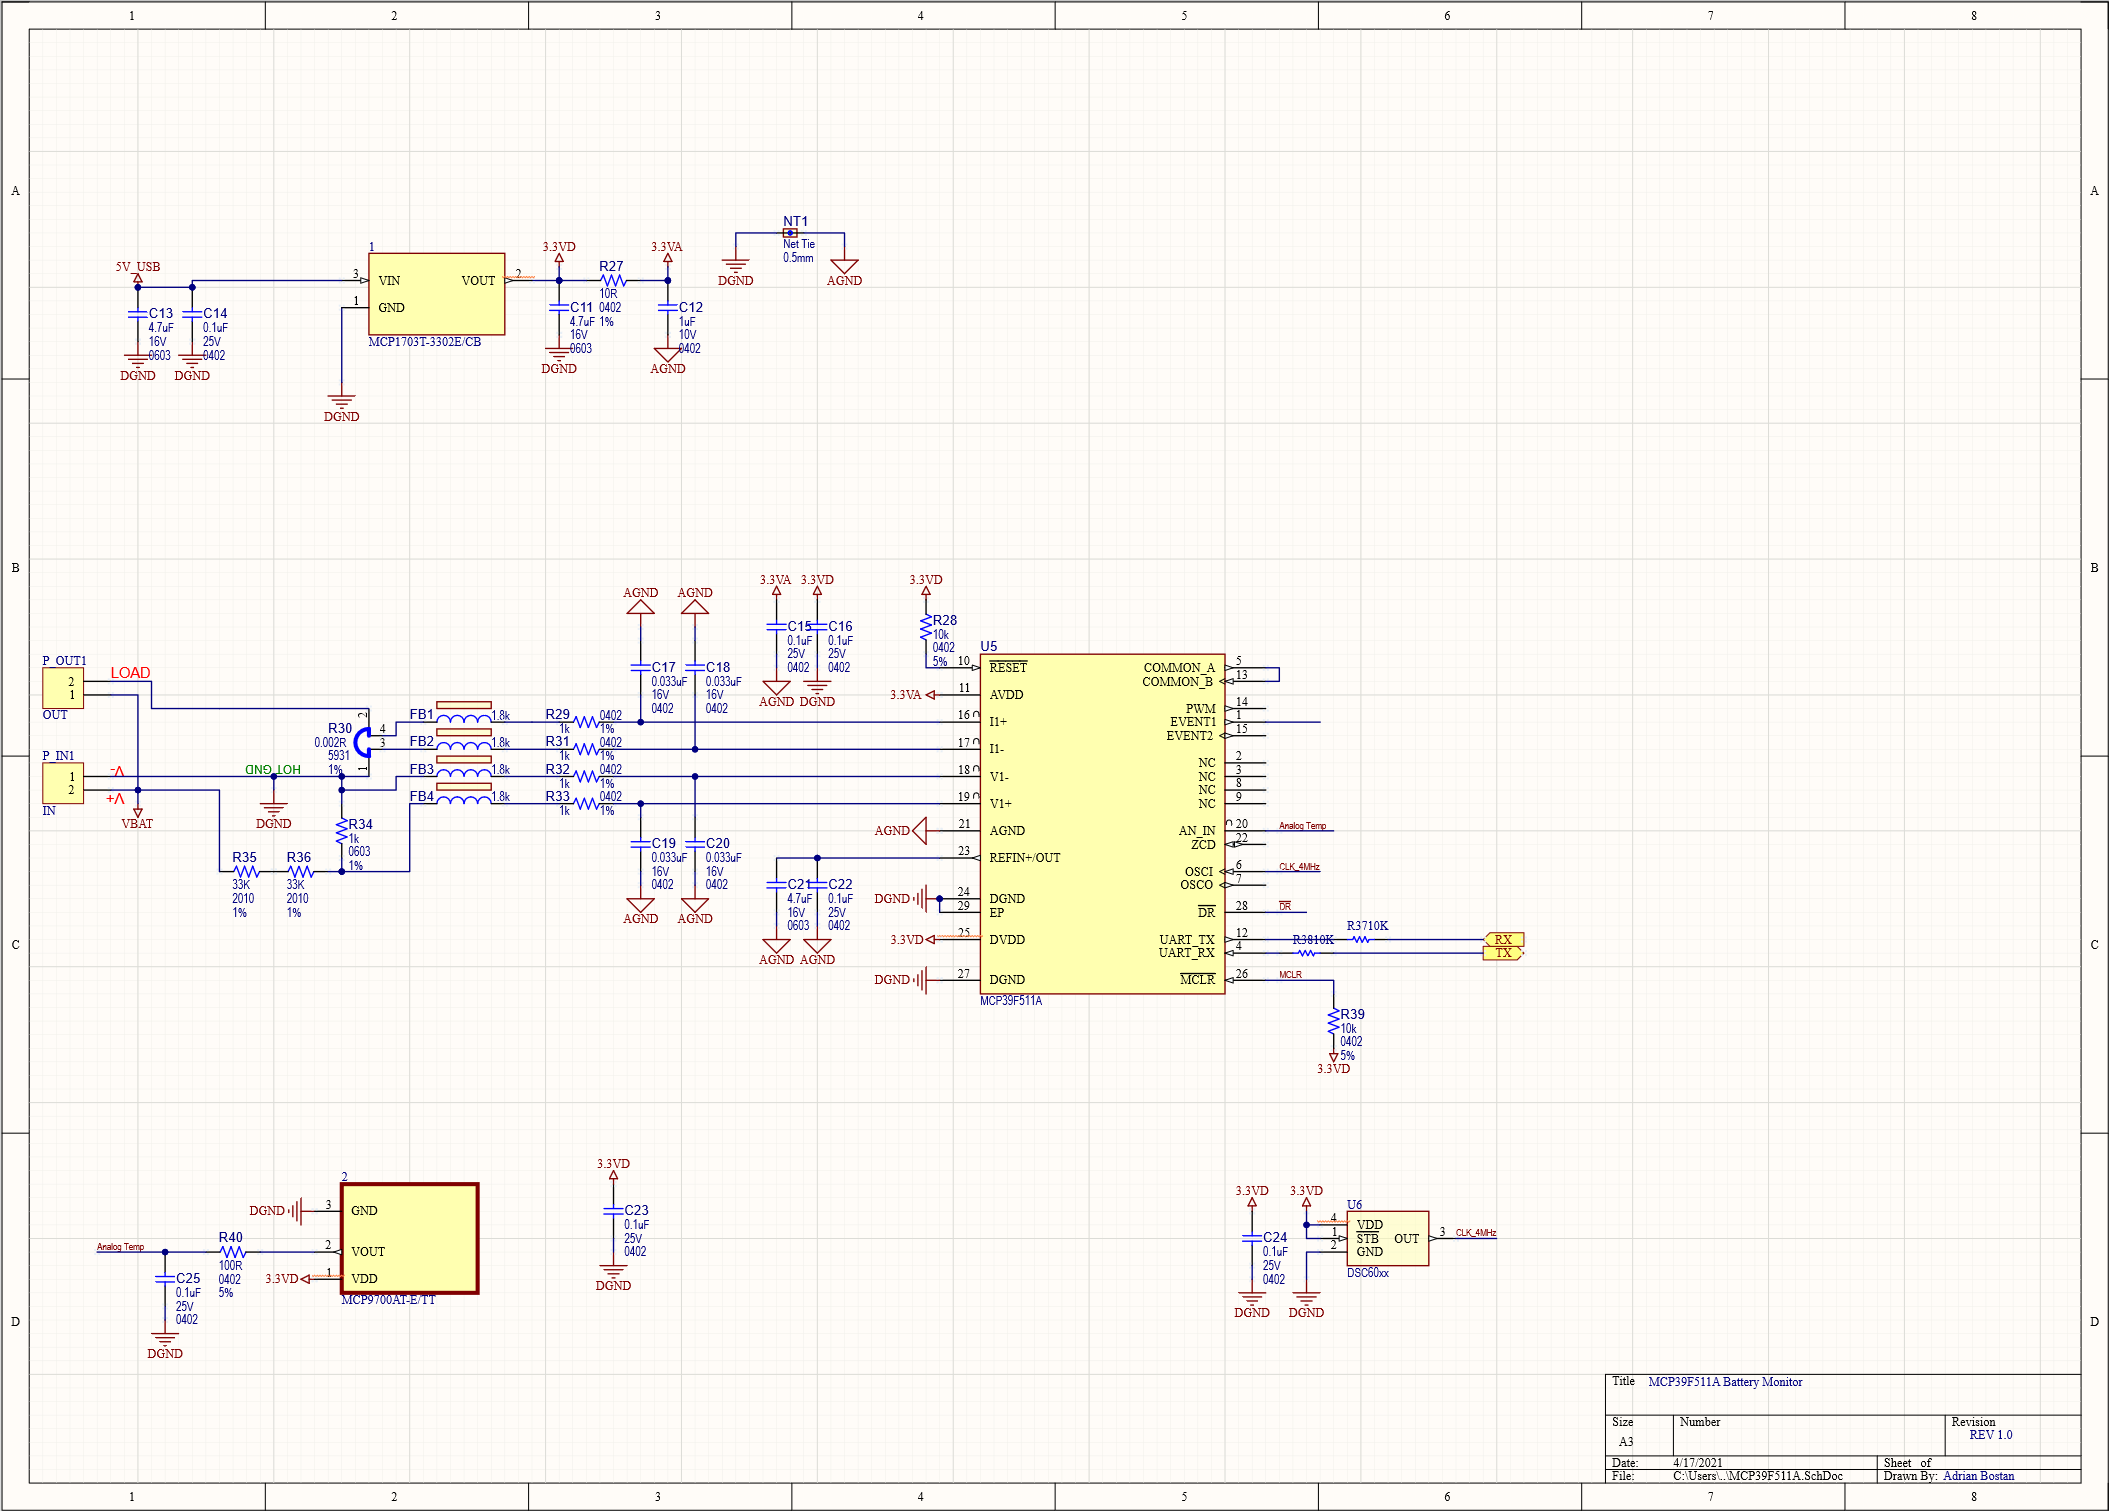 1 2 3 4 5 6 7 8
A A
NT1
Net Tie
0.5mm
DGND AGND
5V_USB
C13
4.7uF
16V
0603
DGND
C14
0.1uF
25V
0402
DGND
1
3 VIN VOUT 2
1 GND
MCP1703T-3302E/CB
DGND
3.3VD
R27
10R
0402
1%
3.3VA
C11
4.7uF
16V
0603
DGND
C12
1uF
10V
0402
AGND
B B
P_OUT1
2
1
OUT
LOAD
P_IN1
1
2
IN
V-
V+
VBAT
HOT_GND
DGND
R30
0.002R
5931
1%
2
4
3
1
R34
1k
0603
1%
R35
33K
2010
1%
R36
33K
2010
1%
FB1 1.8k
FB2 1.8k
FB3 1.8k
FB4 1.8k
R29 0402
1k 1%
R31 0402
1k 1%
R32 0402
1k 1%
R33 0402
1k 1%
AGND AGND
C17
0.033uF
16V
0402
C18
0.033uF
16V
0402
C19
0.033uF
16V
0402
AGND
C20
0.033uF
16V
0402
AGND
3.3VA 3.3VD
C15
0.1uF
25V
0402
AGND
C16
0.1uF
25V
0402
DGND
3.3VD
R28
10k
0402
5%
C21
4.7uF
16V
0603
AGND
C22
0.1uF
25V
0402
AGND
U5
10 RESET
3.3VA 11 AVDD
16 I1+
17 I1-
18 V1-
19 V1+
AGND 21 AGND
23 REFIN+/OUT
DGND 24 DGND
29 EP
3.3VD 25 DVDD
DGND 27 DGND
MCP39F511A
COMMON_A 5
COMMON_B 13
PWM 14
EVENT1 1
EVENT2 15
NC 2
NC 3
NC 8
NC 9
AN_IN 20 Analog Temp
ZCD 22
OSCI 6 CLK_4MHz
OSCO 7
DR 28 DR
UART_TX 12 R3710K RX
UART_RX 4 R3810K TX
MCLR 26 MCLR
R39
10k
0402
5%
3.3VD
C C
2
DGND 3 GND
2 VOUT
3.3VD 1 VDD
MCP9700AT-E/TT
Analog Temp
R40
100R
0402
5%
C25
0.1uF
25V
0402
DGND
3.3VD
C23
0.1uF
25V
0402
DGND
3.3VD 3.3VD
C24
0.1uF
25V
0402
DGND
U6
4 VDD
1 STB OUT 3 CLK_4MHz
2 GND
DSC60xx
DGND
D D
Title MCP39F511A Battery Monitor
Size Number Revision
A3 REV 1.0
Date: 4/17/2021 Sheet of
File: C:\Users\..\MCP39F511A.SchDoc Drawn By: Adrian Bostan
1 2 3 4 5 6 7 8